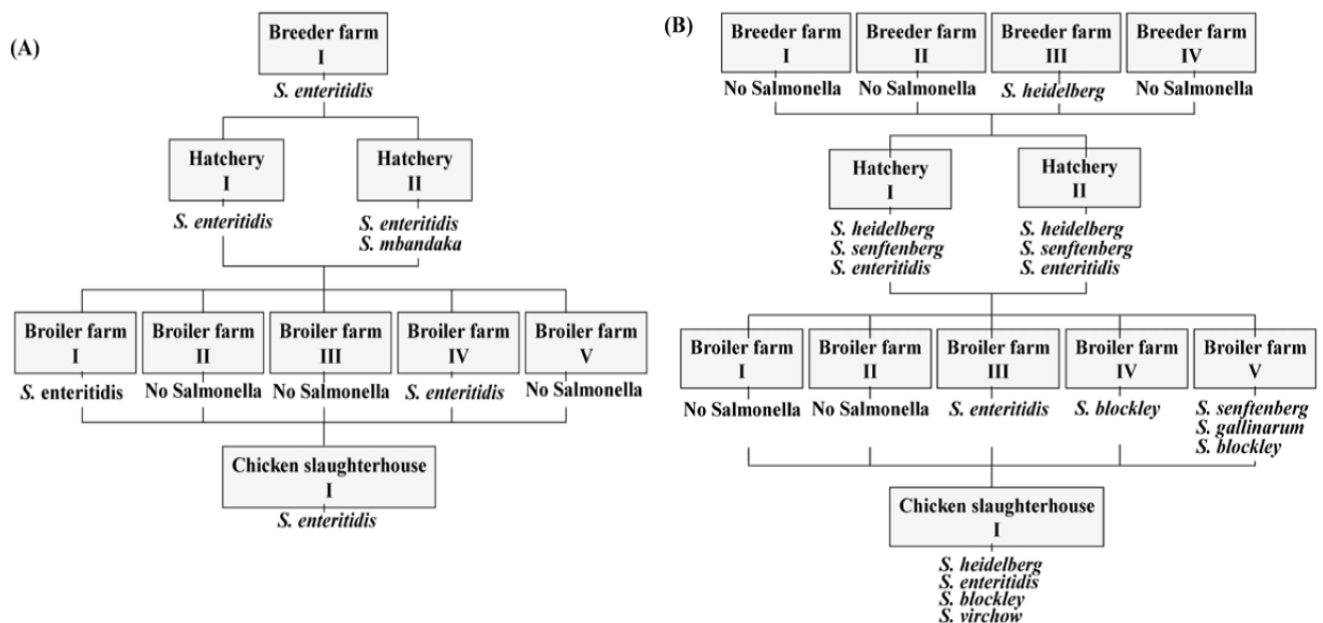 (A)
Breeder farm
I
S. enteritidis
Hatchery
I
S. enteritidis
Hatchery
II
S. enteritidis
S. mbandaka
Broiler farm
I
S. enteritidis
Broiler farm
II
No Salmonella
Broiler farm
III
No Salmonella
Broiler farm
IV
S. enteritidis
Broiler farm
V
No Salmonella
Chicken slaughterhouse
I
S. enteritidis
(B)
Breeder farm
I
No Salmonella
Breeder farm
II
No Salmonella
Breeder farm
III
S. heidelberg
Breeder farm
IV
No Salmonella
Hatchery
I
S. heidelberg
S. senftenberg
S. enteritidis
Hatchery
II
S. heidelberg
S. senftenberg
S. enteritidis
Broiler farm
I
No Salmonella
Broiler farm
II
No Salmonella
Broiler farm
III
S. enteritidis
Broiler farm
IV
S. blockley
Broiler farm
V
S. senftenberg
S. gallinarum
S. blockley
Chicken slaughterhouse
I
S. heidelberg
S. enteritidis
S. blockley
S. virchow